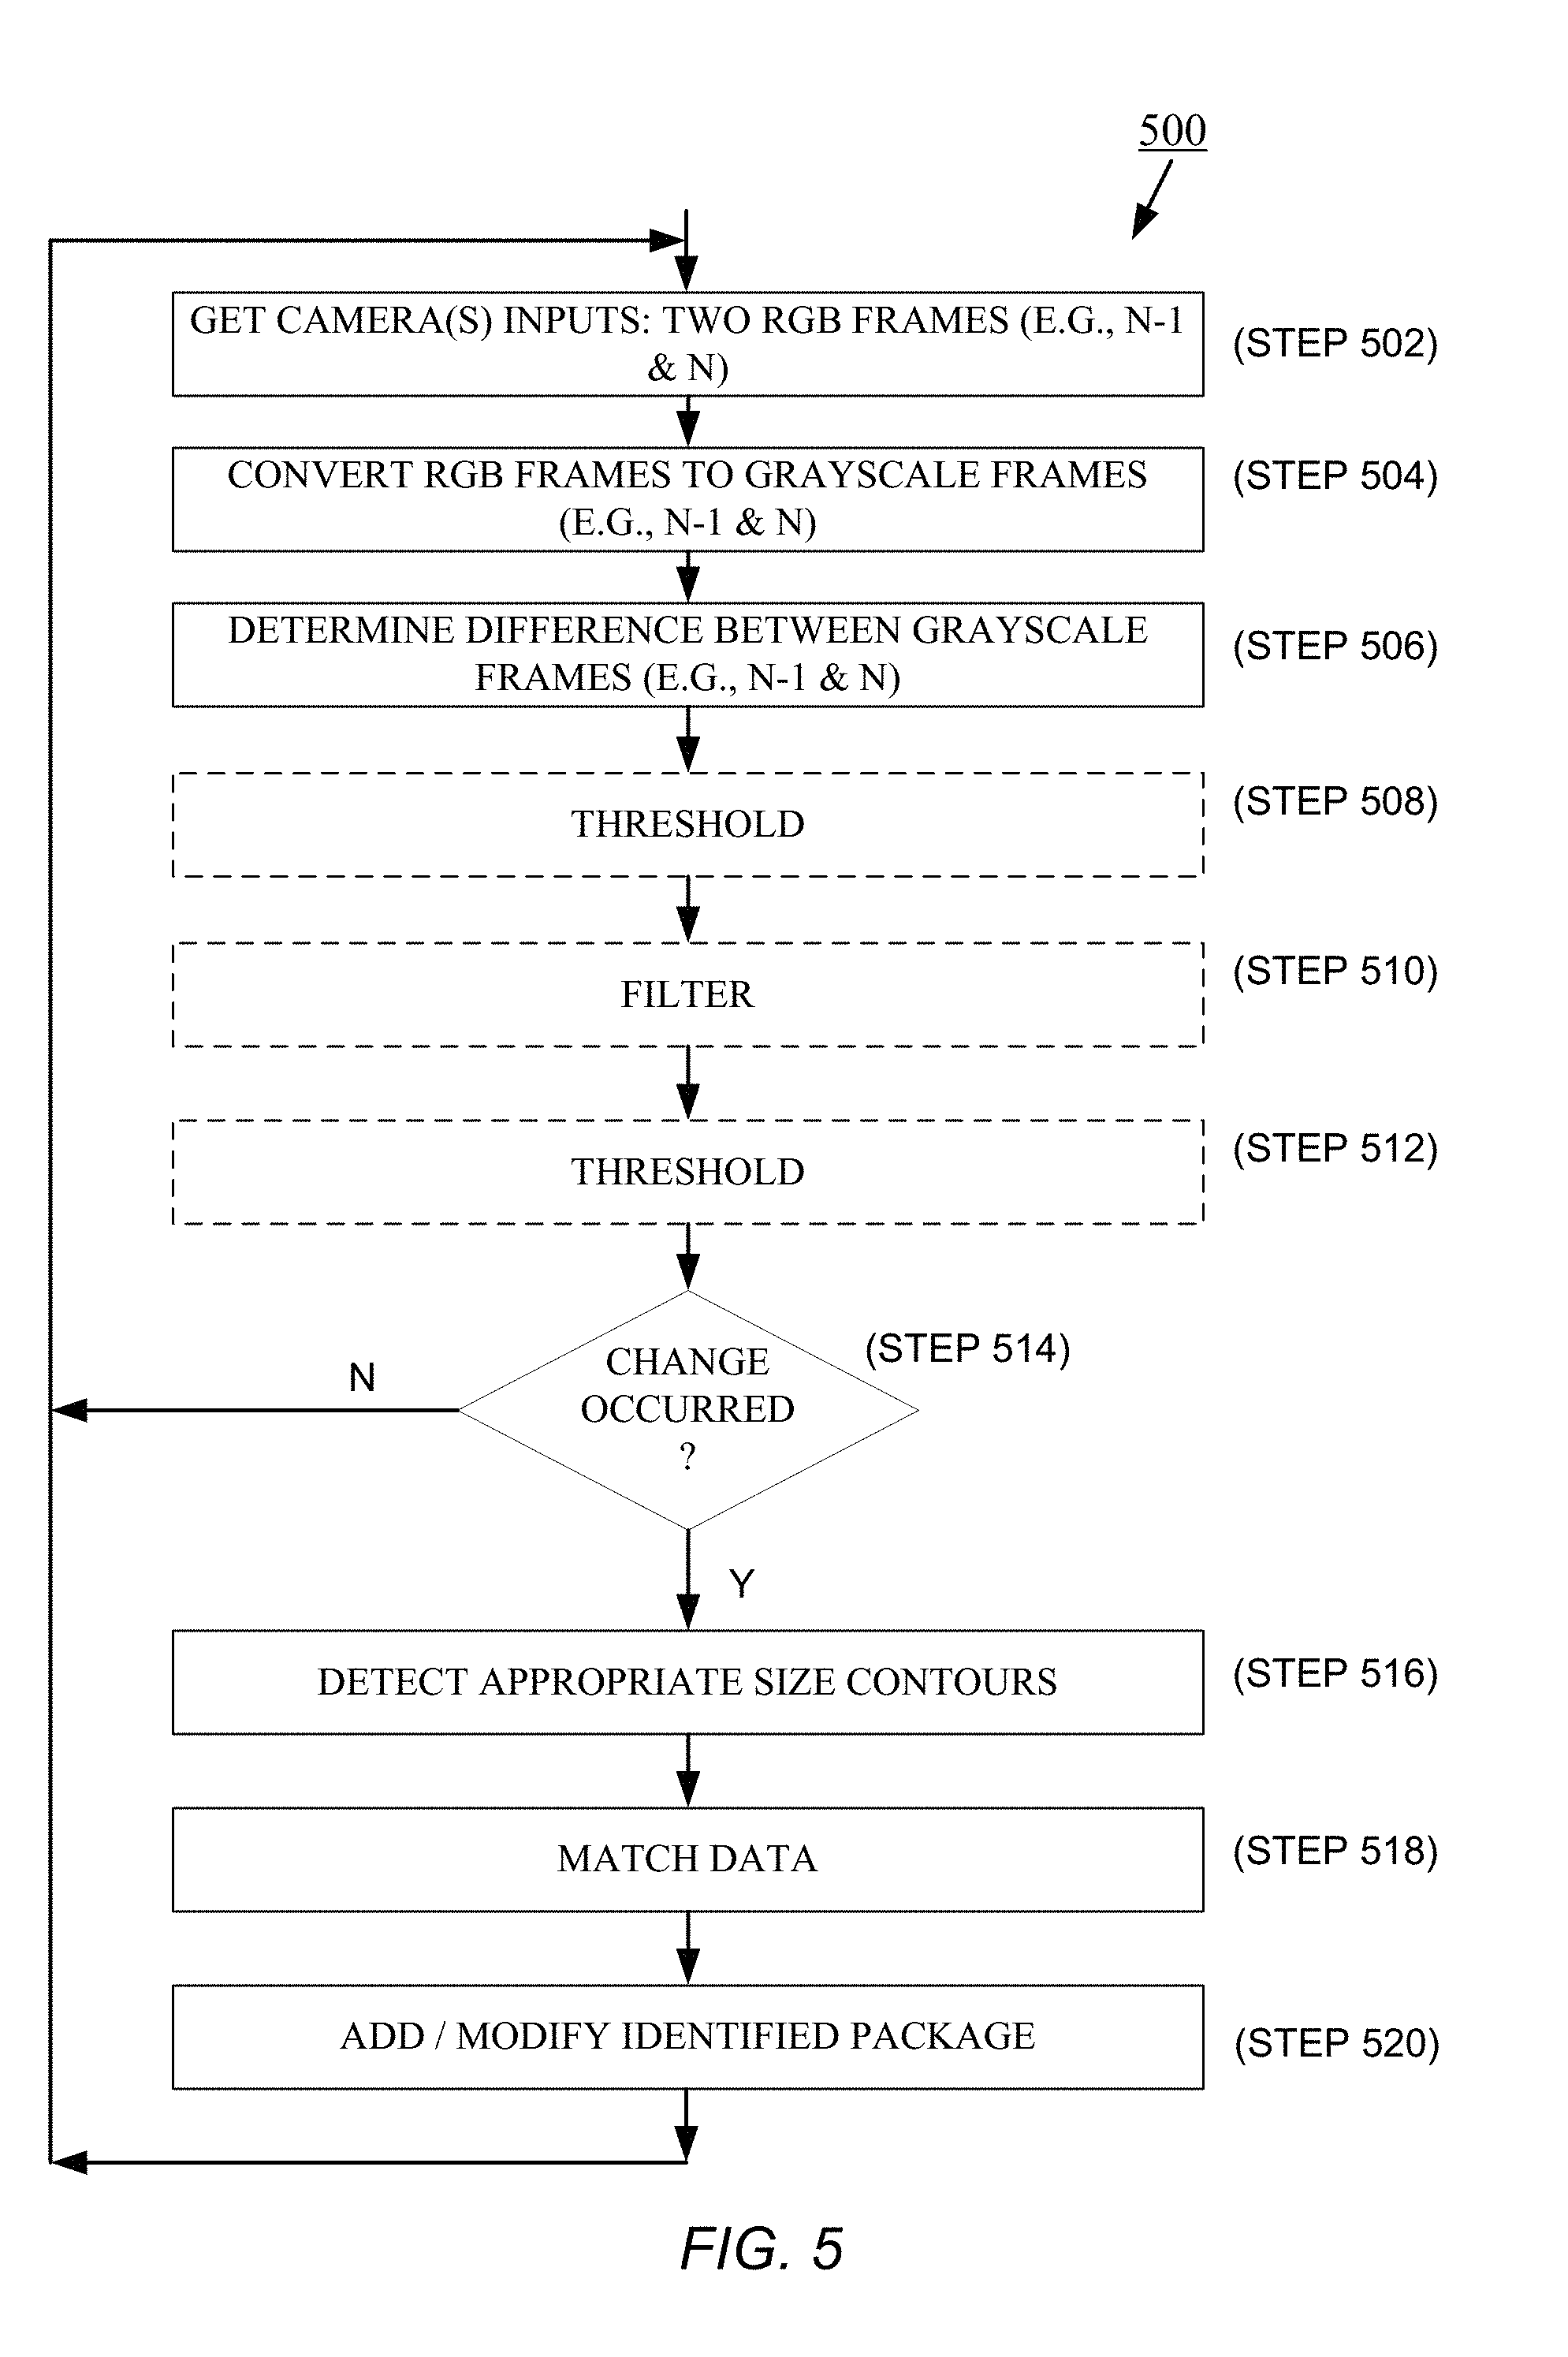 500
GET CAMERA(S) INPUTS: TWO RGB FRAMES (E.G., N-1
& N)
(STEP 502)
CONVERT RGB FRAMES TO GRAYSCALE FRAMES
(E.G., N-1 & N)
(STEP 504)
DETERMINE DIFFERENCE BETWEEN GRAYSCALE
FRAMES (E.G., N-1 & N)
(STEP 506)
THRESHOLD
(STEP 508)
FILTER
(STEP 510)
THRESHOLD
(STEP 512)
CHANGE
OCCURRED
?
(STEP 514)
N
Y
DETECT APPROPRIATE SIZE CONTOURS
(STEP 516)
MATCH DATA
(STEP 518)
ADD / MODIFY IDENTIFIED PACKAGE
(STEP 520)
FIG. 5